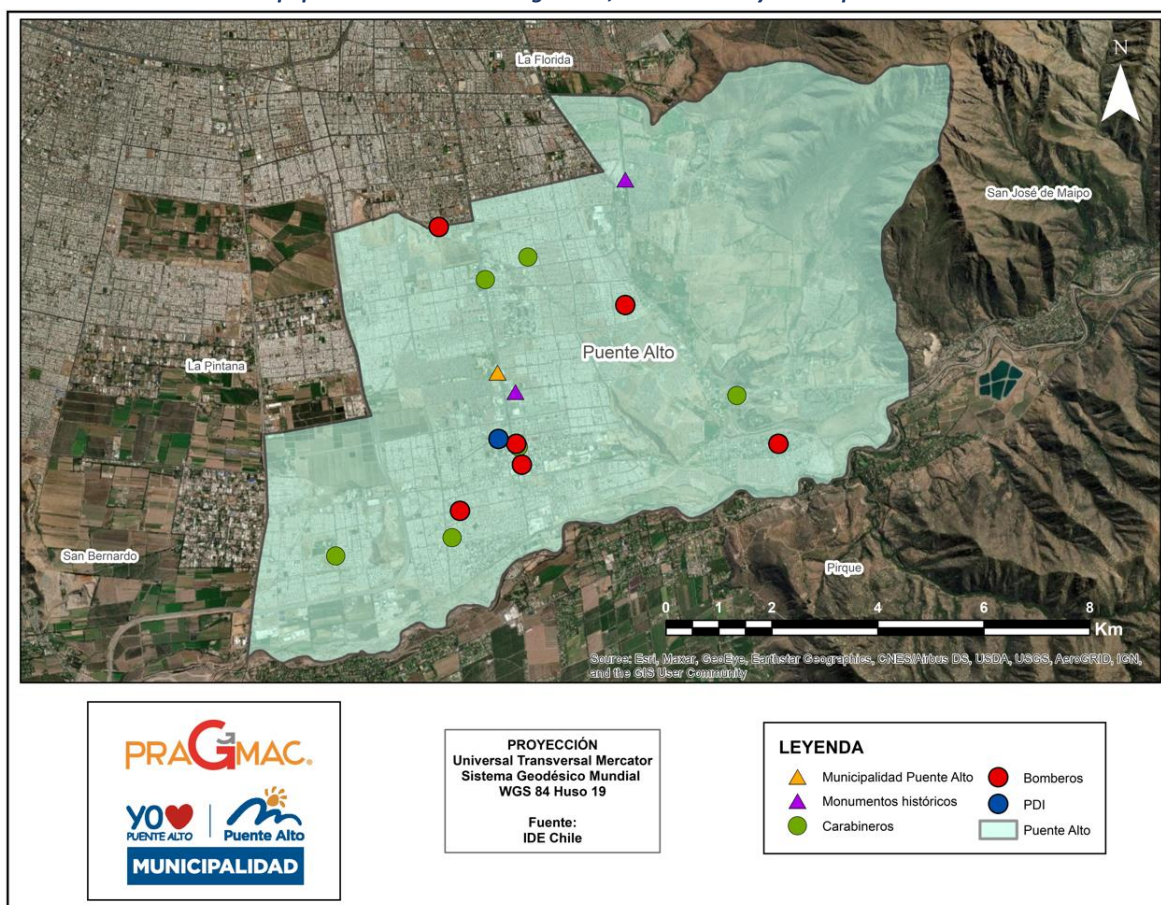 La Florida
N
San José de Maipo
Puente Alto
La Pintana
San Bernardo
Pirque
0 1 2 4 6 8
Km
Source: Esri, Maxar, GeoEye, Earthstar Geographics, CNES/Airbus DS, USDA, USGS, AeroGRID, IGN,
and the GIS User Community
PRAGMAC®
YO
PUENTE ALTO
Puente Alto
MUNICIPALIDAD
PROYECCIÓN
Universal Transversal Mercator
Sistema Geodésico Mundial
WGS 84 Huso 19
Fuente:
IDE Chile
LEYENDA
Municipalidad Puente Alto
Monumentos históricos
Carabineros
Bomberos
PDI
Puente Alto